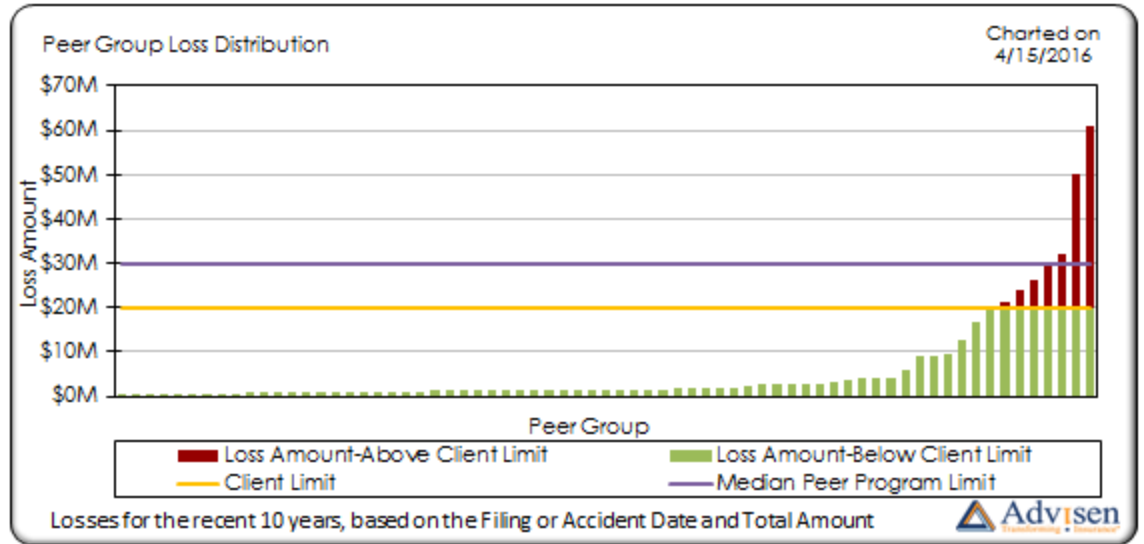 Peer Group Loss Distribution
Charted on
4/15/2016
$70M
$60M
$50M
$40M
$30M
$20M
$10M
$0M
Loss Amount
Peer Group
Loss Amount-Above Client Limit
Loss Amount-Below Client Limit
Client Limit
Median Peer Program Limit
Losses for the recent 10 years, based on the Filing or Accident Date and Total Amount
Advisen
Transforming Insurance